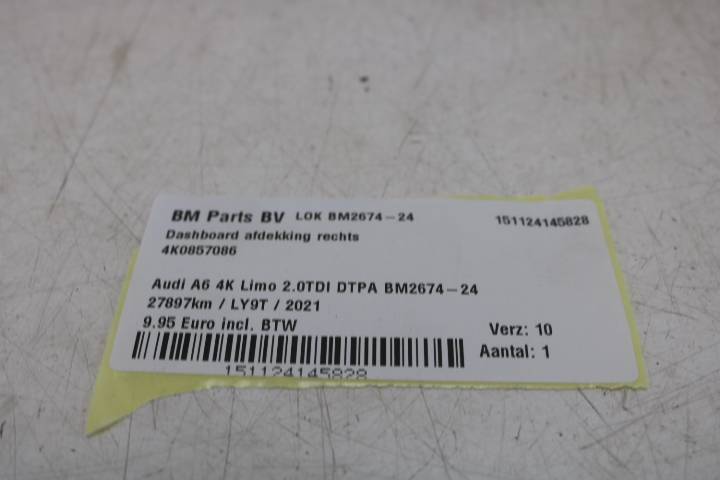 BM Parts BV LOK BM2674-24 151124145828
Dashboard afdekking rechts
4K0857086
Audi A6 4K Limo 2.0TDI DTPA BM2674-24
27897km / LY9T / 2021
9.95 Euro incl. BTW Verz: 10
Aantal: 1
151124145828